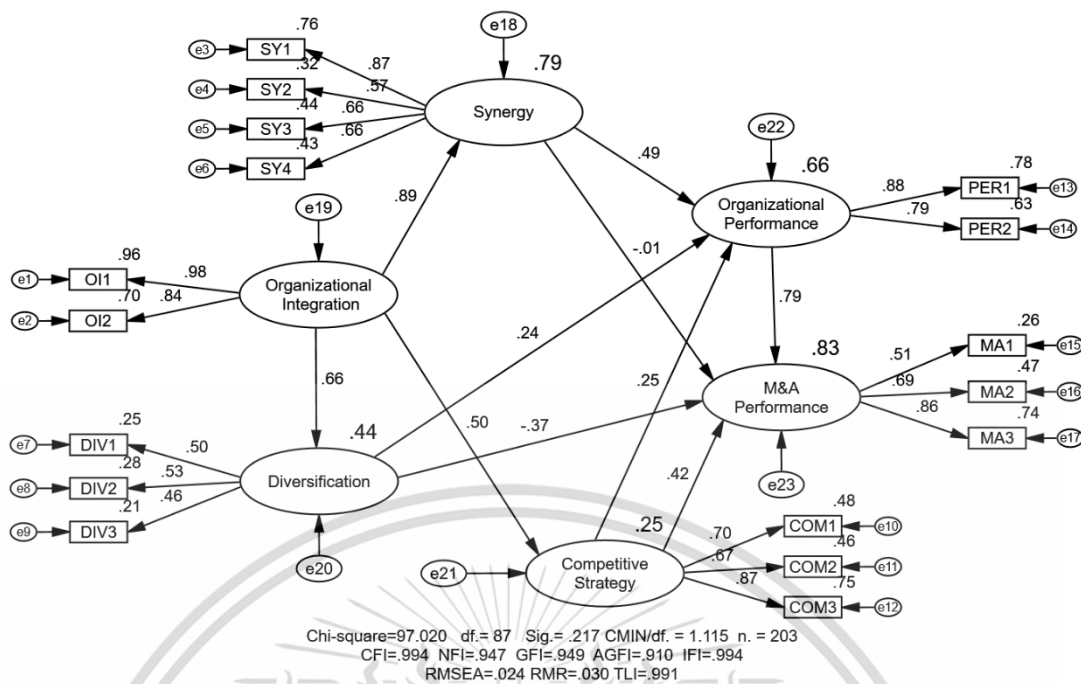 e18
.76
e3 SY1 .87
.32
e4 SY2 .57
.44
e5 SY3 .66
.43
e6 SY4 .66
.79
Synergy
e22
.49
.66
Organizational
Performance
.78
.88 PER1 e13
.63
.79 PER2 e14
e19
.89
-.01
.96
e1 OI1 .98
.70
e2 OI2 .84
Organizational
Integration
.24
.79
.25
.83
M&A
Performance
.26
.51 MA1 e15
.47
.69 MA2 e16
.74
.86 MA3 e17
.66
.50
-.37
.42
e23
.25
e7 DIV1 .50
.28
e8 DIV2 .53
.21
e9 DIV3 .46
.44
Diversification
e20
e21
.25
Competitive
Strategy
.48
.70 COM1 e10
.46
.67 COM2 e11
.75
.87 COM3 e12
Chi-square=97.020 df.= 87 Sig.= .217 CMIN/df. = 1.115 n. = 203
CFI=.994 NFI=.947 GFI=.949 AGFI=.910 IFI=.994
RMSEA=.024 RMR=.030 TLI=.991